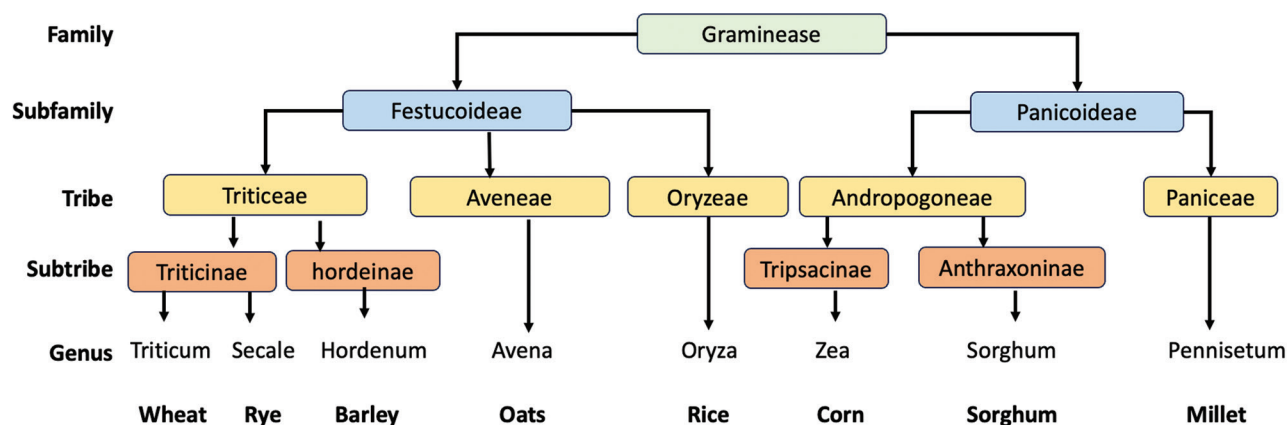 Family Graminease
Subfamily Festucoideae Panicoideae
Tribe Triticeae Aveneae Oryzeae Andropogoneae Paniceae
Subtribe Triticinae hordeinae Tripsacinae Anthraxoninae
Genus Triticum Secale Hordenum Avena Oryza Zea Sorghum Pennisetum
Wheat Rye Barley Oats Rice Corn Sorghum Millet